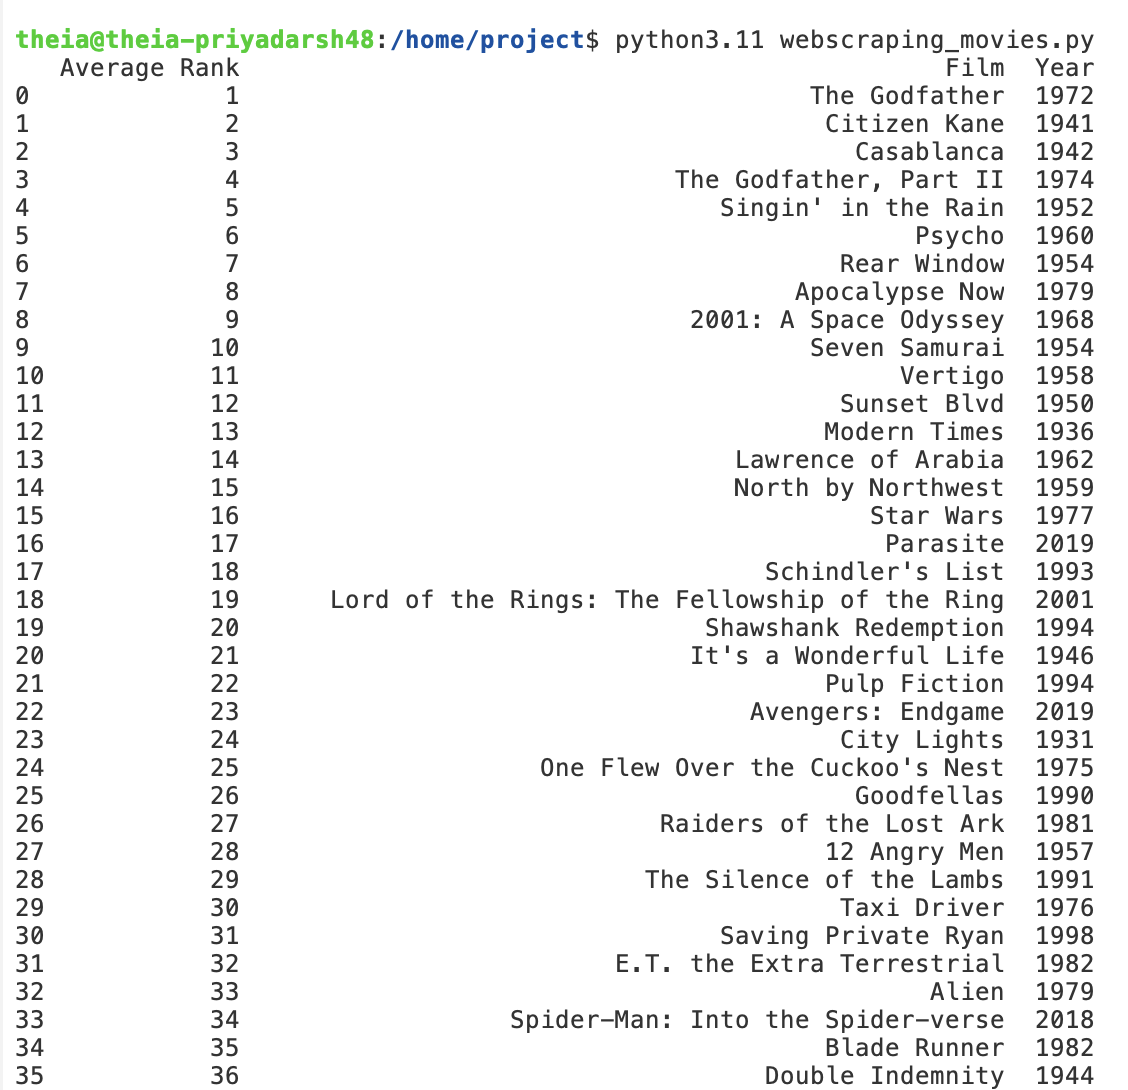 theia@theia-priyadarsh48:/home/project$ python3.11 webscraping_movies.py
Average Rank Film Year
0 1 The Godfather 1972
1 2 Citizen Kane 1941
2 3 Casablanca 1942
3 4 The Godfather, Part II 1974
4 5 Singin' in the Rain 1952
5 6 Psycho 1960
6 7 Rear Window 1954
7 8 Apocalypse Now 1979
8 9 2001: A Space Odyssey 1968
9 10 Seven Samurai 1954
10 11 Vertigo 1958
11 12 Sunset Blvd 1950
12 13 Modern Times 1936
13 14 Lawrence of Arabia 1962
14 15 North by Northwest 1959
15 16 Star Wars 1977
16 17 Parasite 2019
17 18 Schindler's List 1993
18 19 Lord of the Rings: The Fellowship of the Ring 2001
19 20 Shawshank Redemption 1994
20 21 It's a Wonderful Life 1946
21 22 Pulp Fiction 1994
22 23 Avengers: Endgame 2019
23 24 City Lights 1931
24 25 One Flew Over the Cuckoo's Nest 1975
25 26 Goodfellas 1990
26 27 Raiders of the Lost Ark 1981
27 28 12 Angry Men 1957
28 29 The Silence of the Lambs 1991
29 30 Taxi Driver 1976
30 31 Saving Private Ryan 1998
31 32 E.T. the Extra Terrestrial 1982
32 33 Alien 1979
33 34 Spider-Man: Into the Spider-verse 2018
34 35 Blade Runner 1982
35 36 Double Indemnity 1944